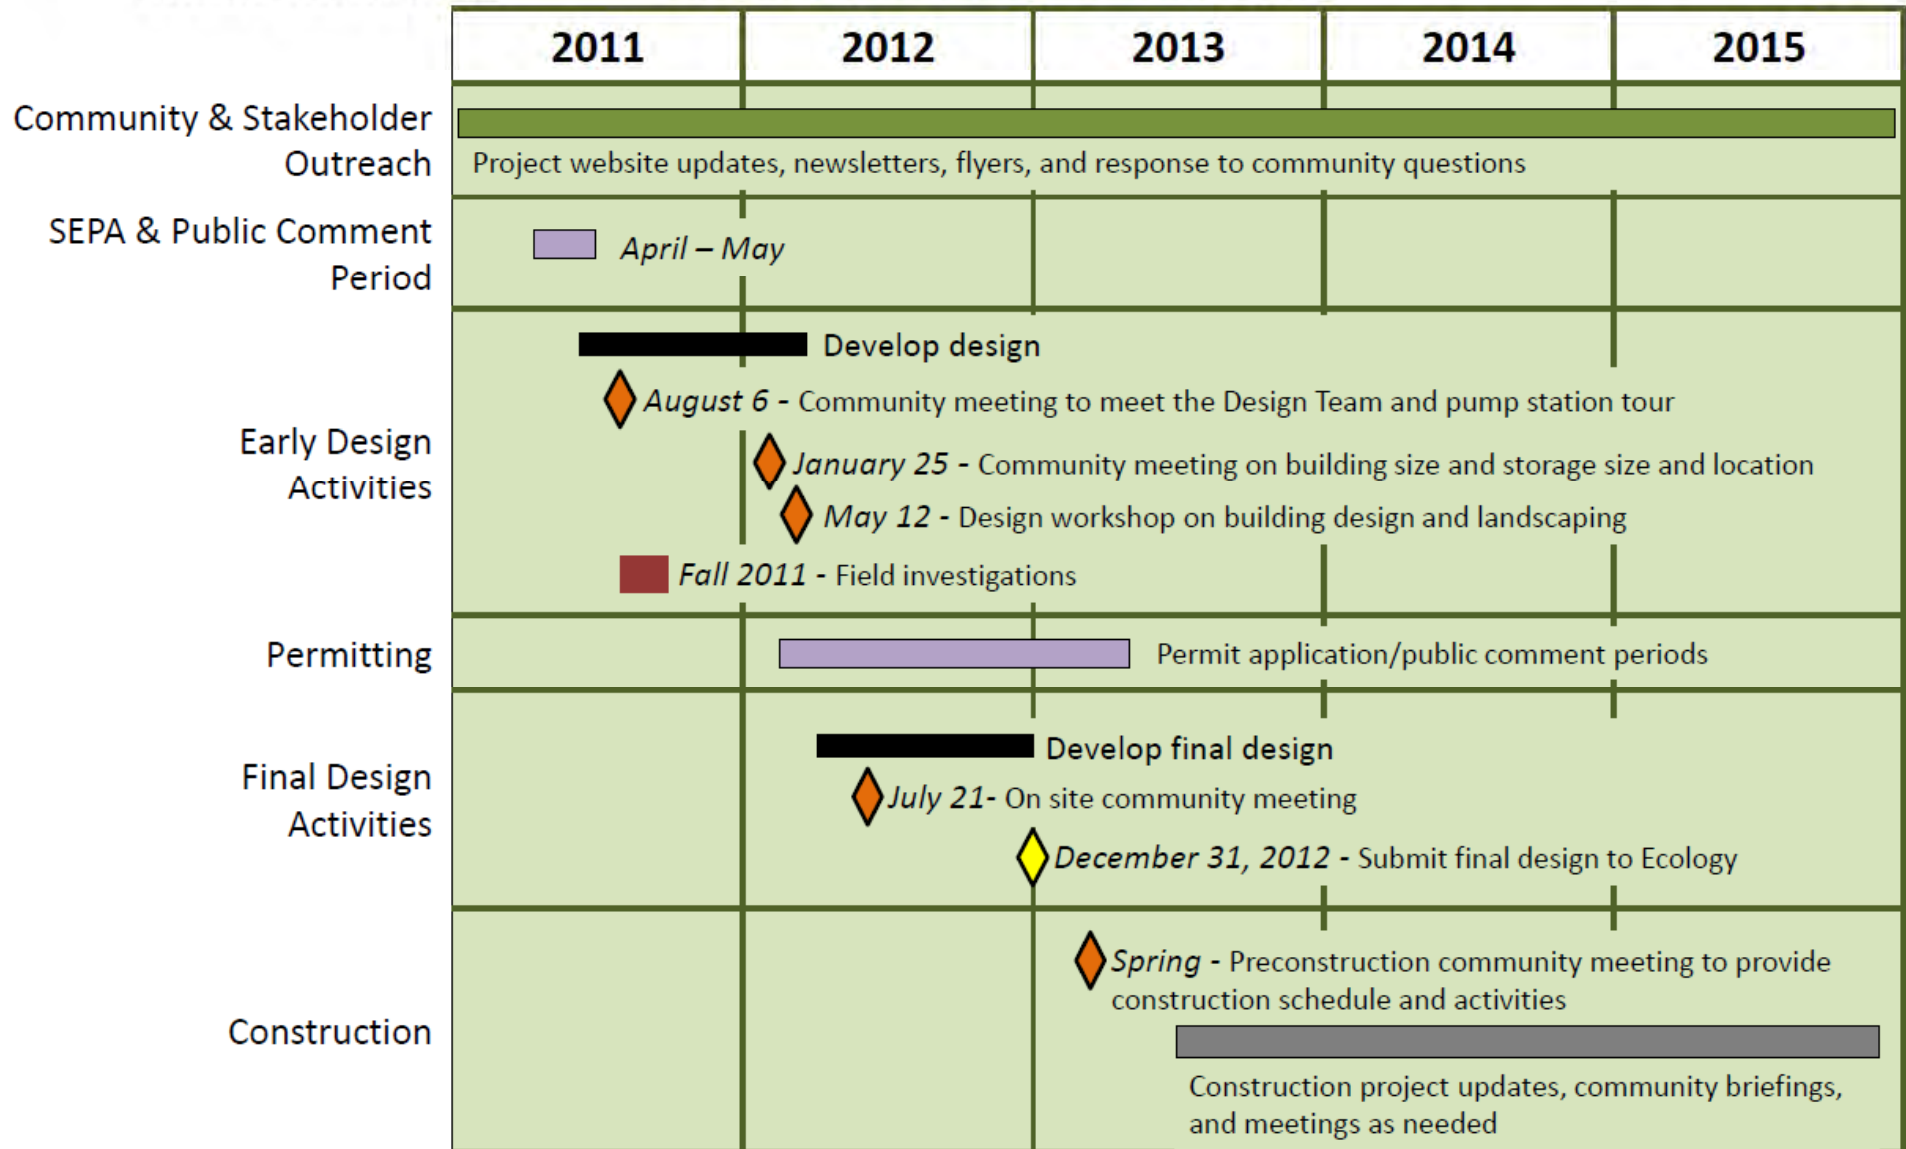 2011 2012 2013 2014 2015
Community & Stakeholder
Outreach
Project website updates, newsletters, flyers, and response to community questions
SEPA & Public Comment
Period
April – May
Early Design
Activities
Develop design
August 6 - Community meeting to meet the Design Team and pump station tour
January 25 - Community meeting on building size and storage size and location
May 12 - Design workshop on building design and landscaping
Fall 2011 - Field investigations
Permitting
Permit application/public comment periods
Final Design
Activities
Develop final design
July 21- On site community meeting
December 31, 2012 - Submit final design to Ecology
Construction
Spring - Preconstruction community meeting to provide
construction schedule and activities
Construction project updates, community briefings,
and meetings as needed